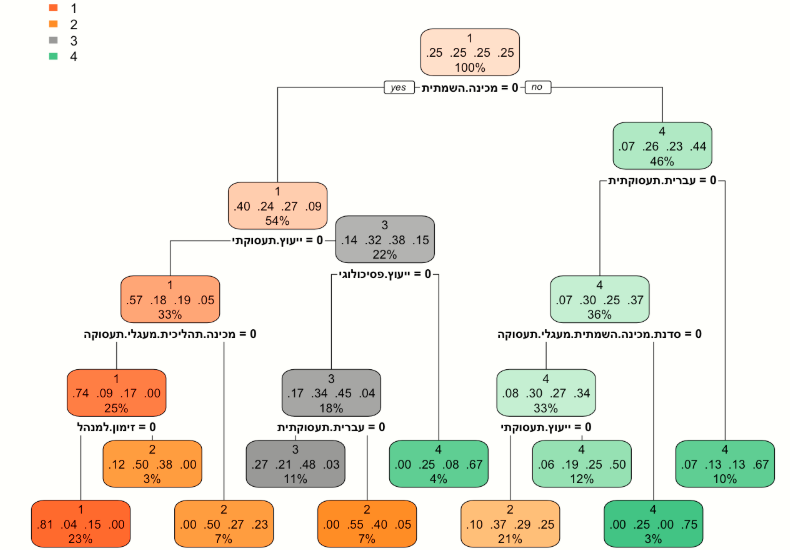 1
2
3
4
1
.25 .25 .25 .25
100%
yes מכינה.השמתית = 0 no
4
.07 .26 .23 .44
46%
עברית.תעסוקתית = 0
1
.40 .24 .27 .09
54%
ייעוץ.תעסוקתי = 0
3
.14 .32 .38 .15
22%
ייעוץ.פסיכולוגי = 0
1
.57 .18 .19 .05
33%
מכינה.תהליכית.מעגלי.תעסוקה = 0
4
.07 .30 .25 .37
36%
סדנת.מכינה.השמתית.מעגלי.תעסוקה = 0
1
.74 .09 .17 .00
25%
זימון.למנהל = 0
3
.17 .34 .45 .04
18%
עברית.תעסוקתית = 0
4
.08 .30 .27 .34
33%
ייעוץ.תעסוקתי = 0
2
.12 .50 .38 .00
3%
3
.27 .21 .48 .03
11%
4
.00 .25 .08 .67
4%
4
.06 .19 .25 .50
12%
4
.07 .13 .13 .67
10%
1
.81 .04 .15 .00
23%
2
.00 .50 .27 .23
7%
2
.00 .55 .40 .05
7%
2
.10 .37 .29 .25
21%
4
.00 .25 .00 .75
3%